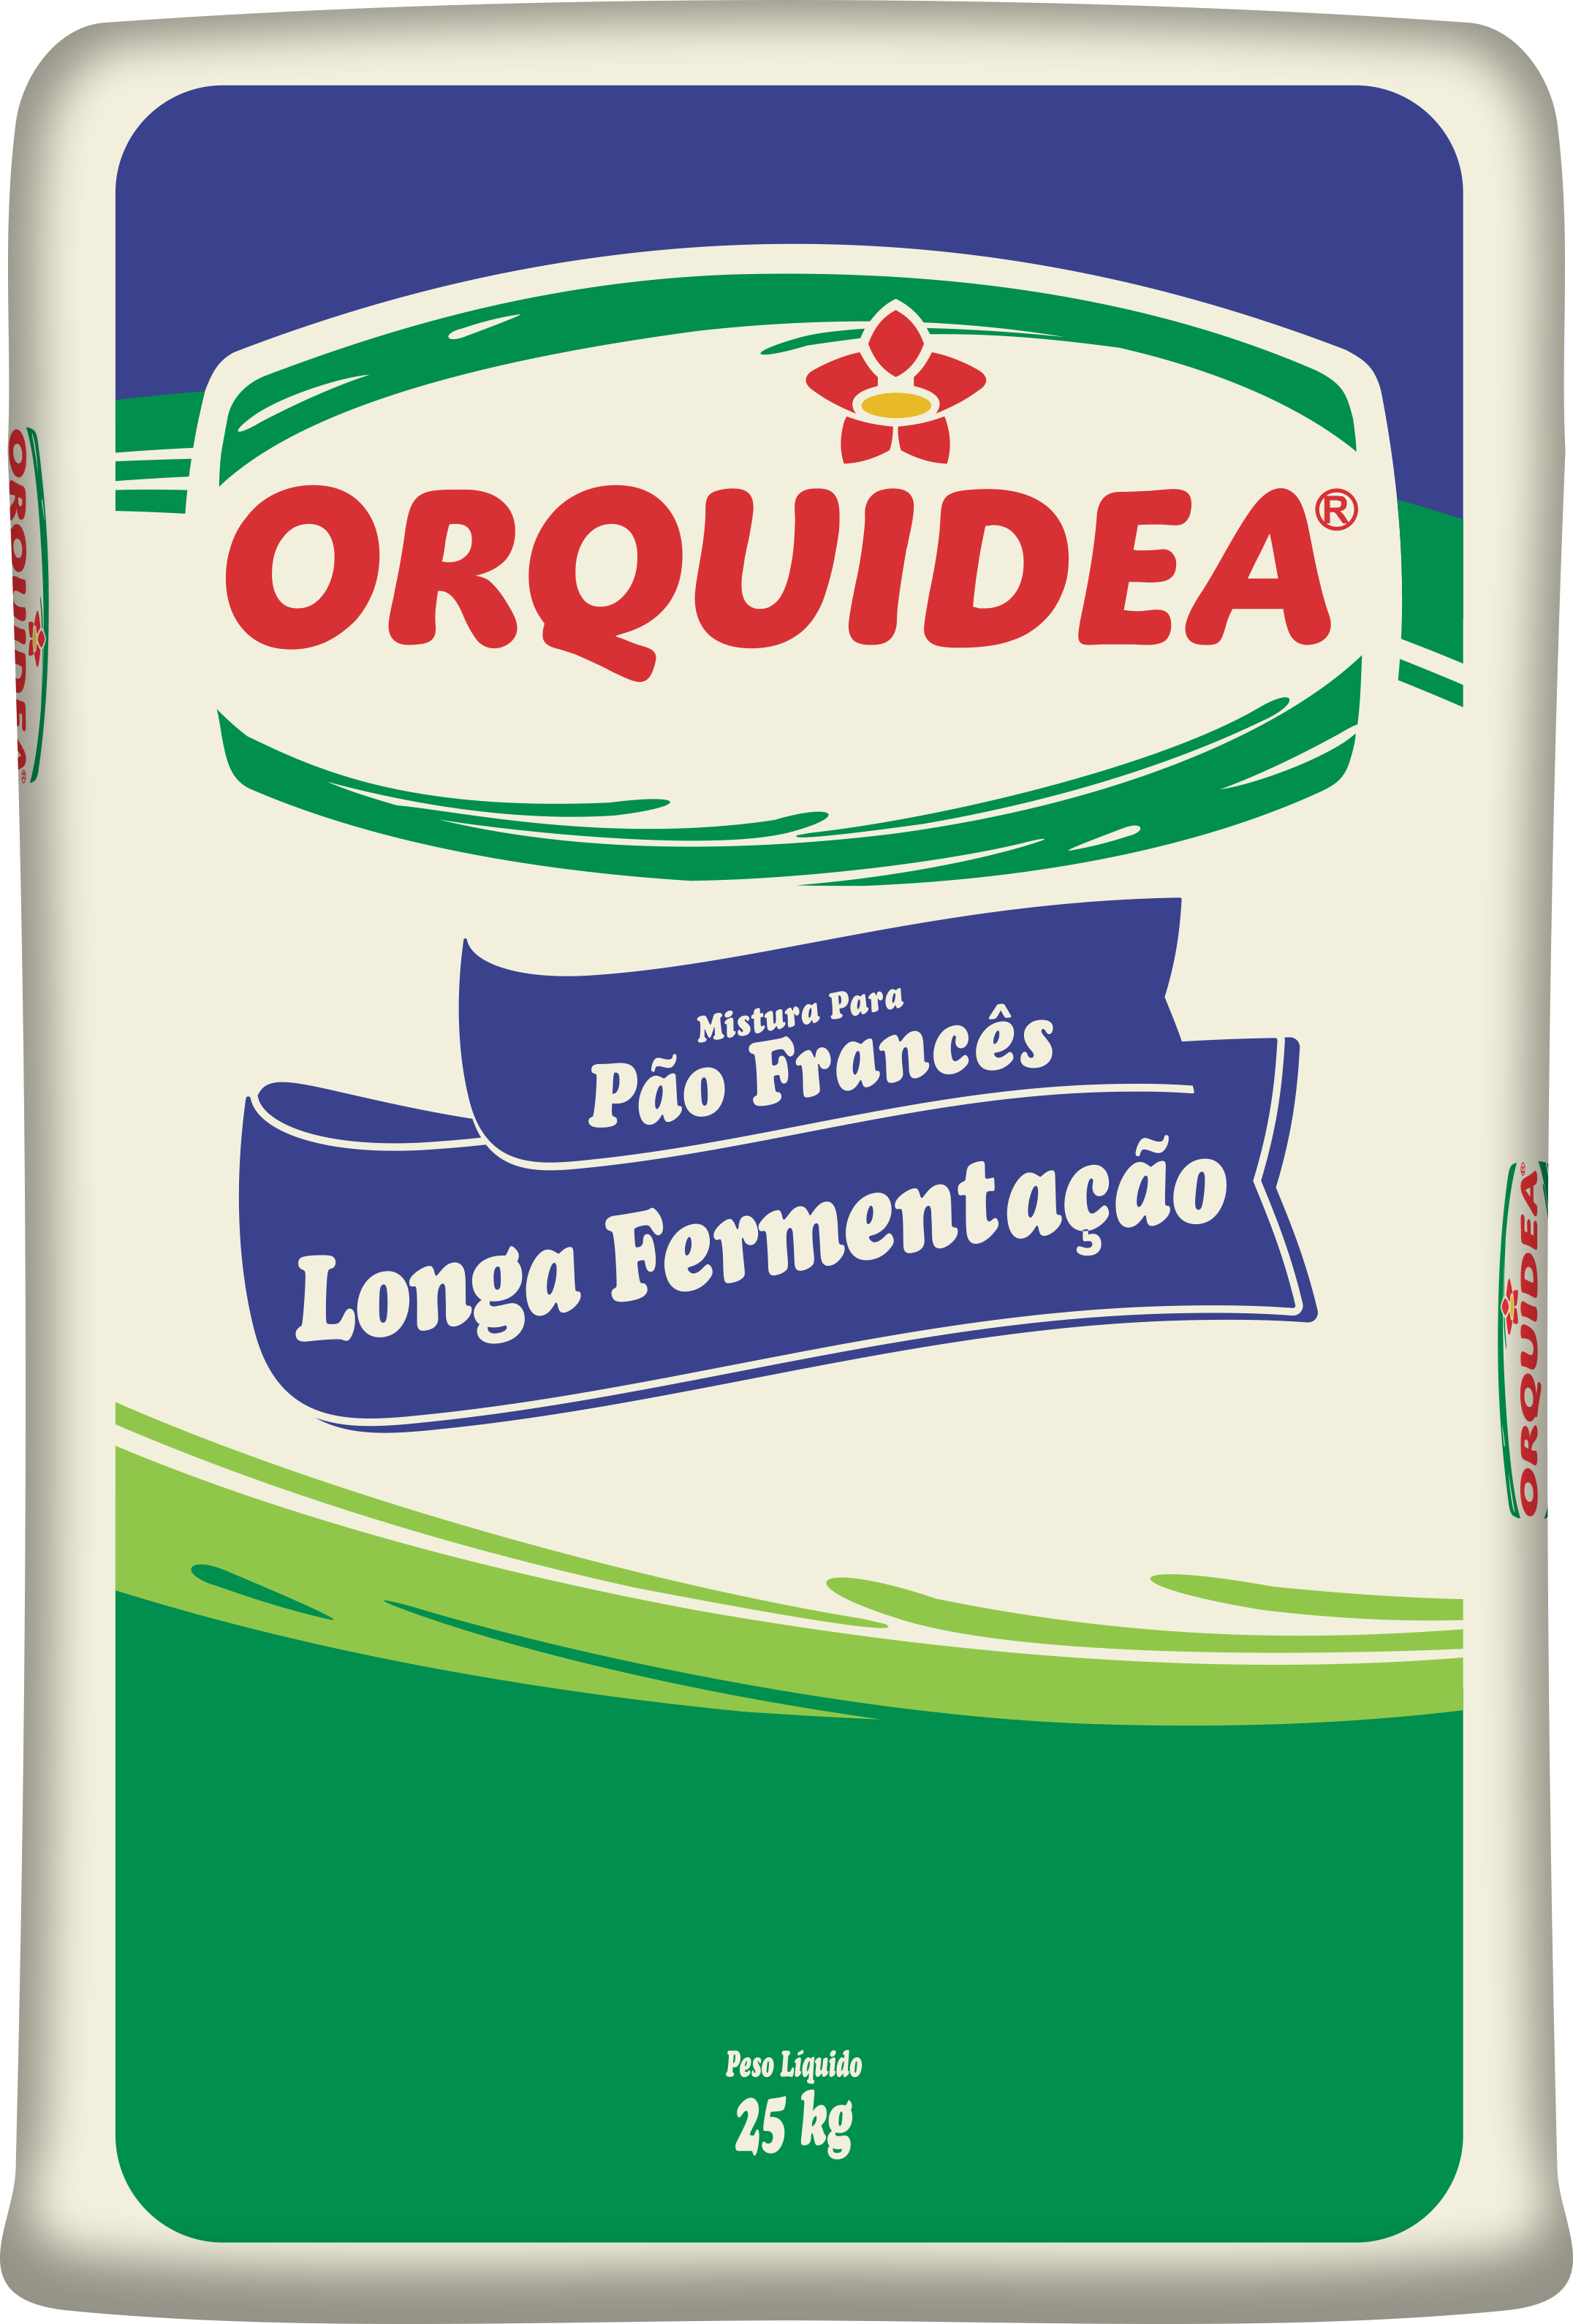 ORQUIDEA®
Mistura Para
Pão Francês
Longa Fermentação
Peso Líquido
25 kg
ORQUIDEA®
ORQUIDEA®